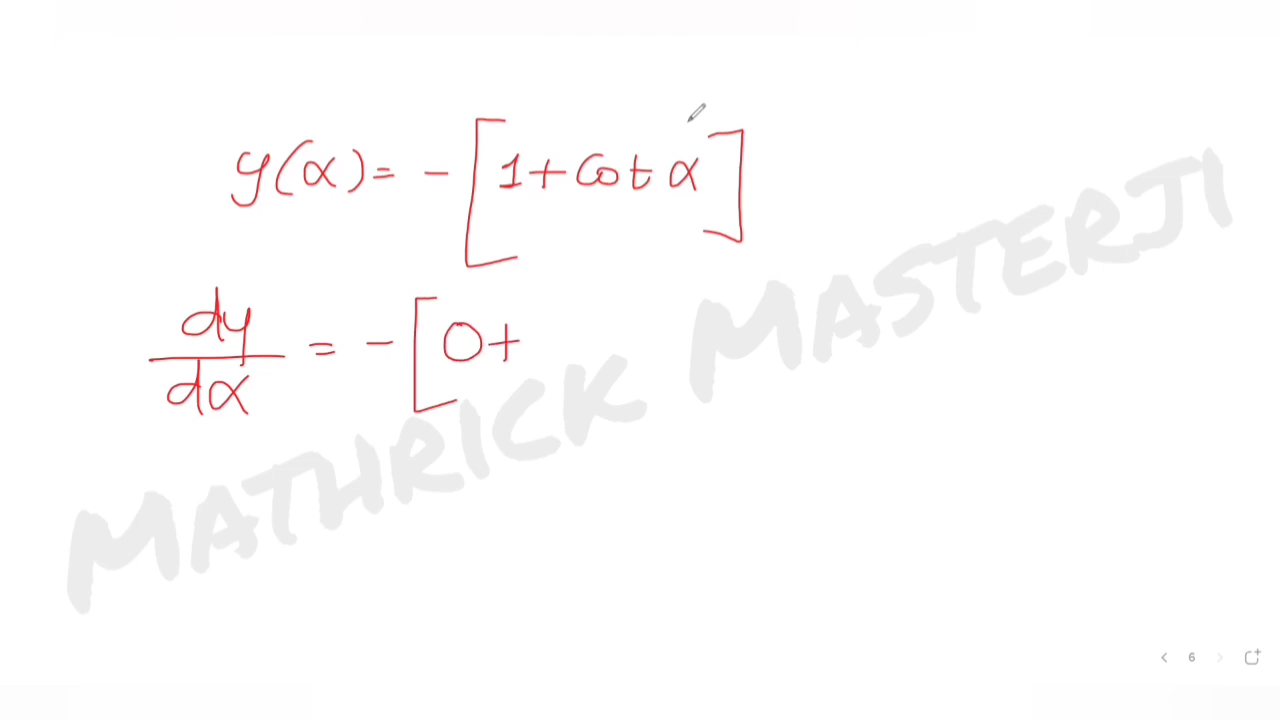 y(α) = - [1 + Cot α]
dy/dα = - [0 +
MATHRICK MASTERJI
6